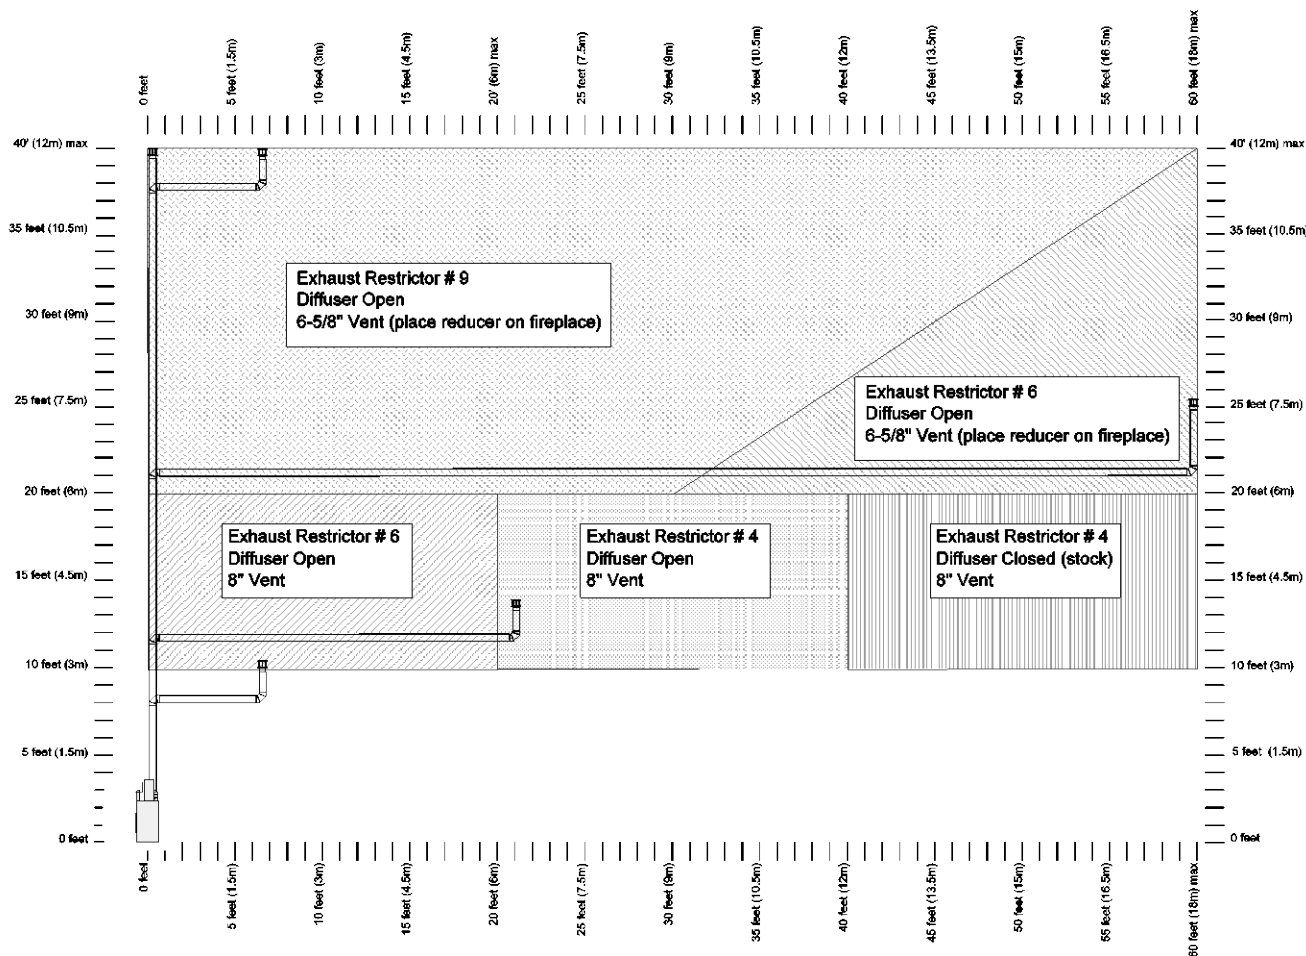 0 feet
5 feet (1.5m)
10 feet (3m)
15 feet (4.5m)
20' (6m) max
25 feet (7.5m)
30 feet (9m)
35 feet (10.5m)
40 feet (12m)
45 feet (13.5m)
50 feet (15m)
55 feet (16.5m)
60 feet (18m) max
40' (12m) max
35 feet (10.5m)
30 feet (9m)
25 feet (7.5m)
20 feet (6m)
15 feet (4.5m)
10 feet (3m)
5 feet (1.5m)
0 feet
Exhaust Restrictor # 9
Diffuser Open
6-5/8" Vent (place reducer on fireplace)
Exhaust Restrictor # 6
Diffuser Open
6-5/8" Vent (place reducer on fireplace)
Exhaust Restrictor # 6
Diffuser Open
8" Vent
Exhaust Restrictor # 4
Diffuser Open
8" Vent
Exhaust Restrictor # 4
Diffuser Closed (stock)
8" Vent
40' (12m) max
35 feet (10.5m)
30 feet (9m)
25 feet (7.5m)
20 feet (6m)
15 feet (4.5m)
10 feet (3m)
5 feet (1.5m)
0 feet
0 feet
5 feet (1.5m)
10 feet (3m)
15 feet (4.5m)
20 feet (6m)
25 feet (7.5m)
30 feet (9m)
35 feet (10.5m)
40 feet (12m)
45 feet (13.5m)
50 feet (15m)
55 feet (16.5m)
60 feet (18m) max